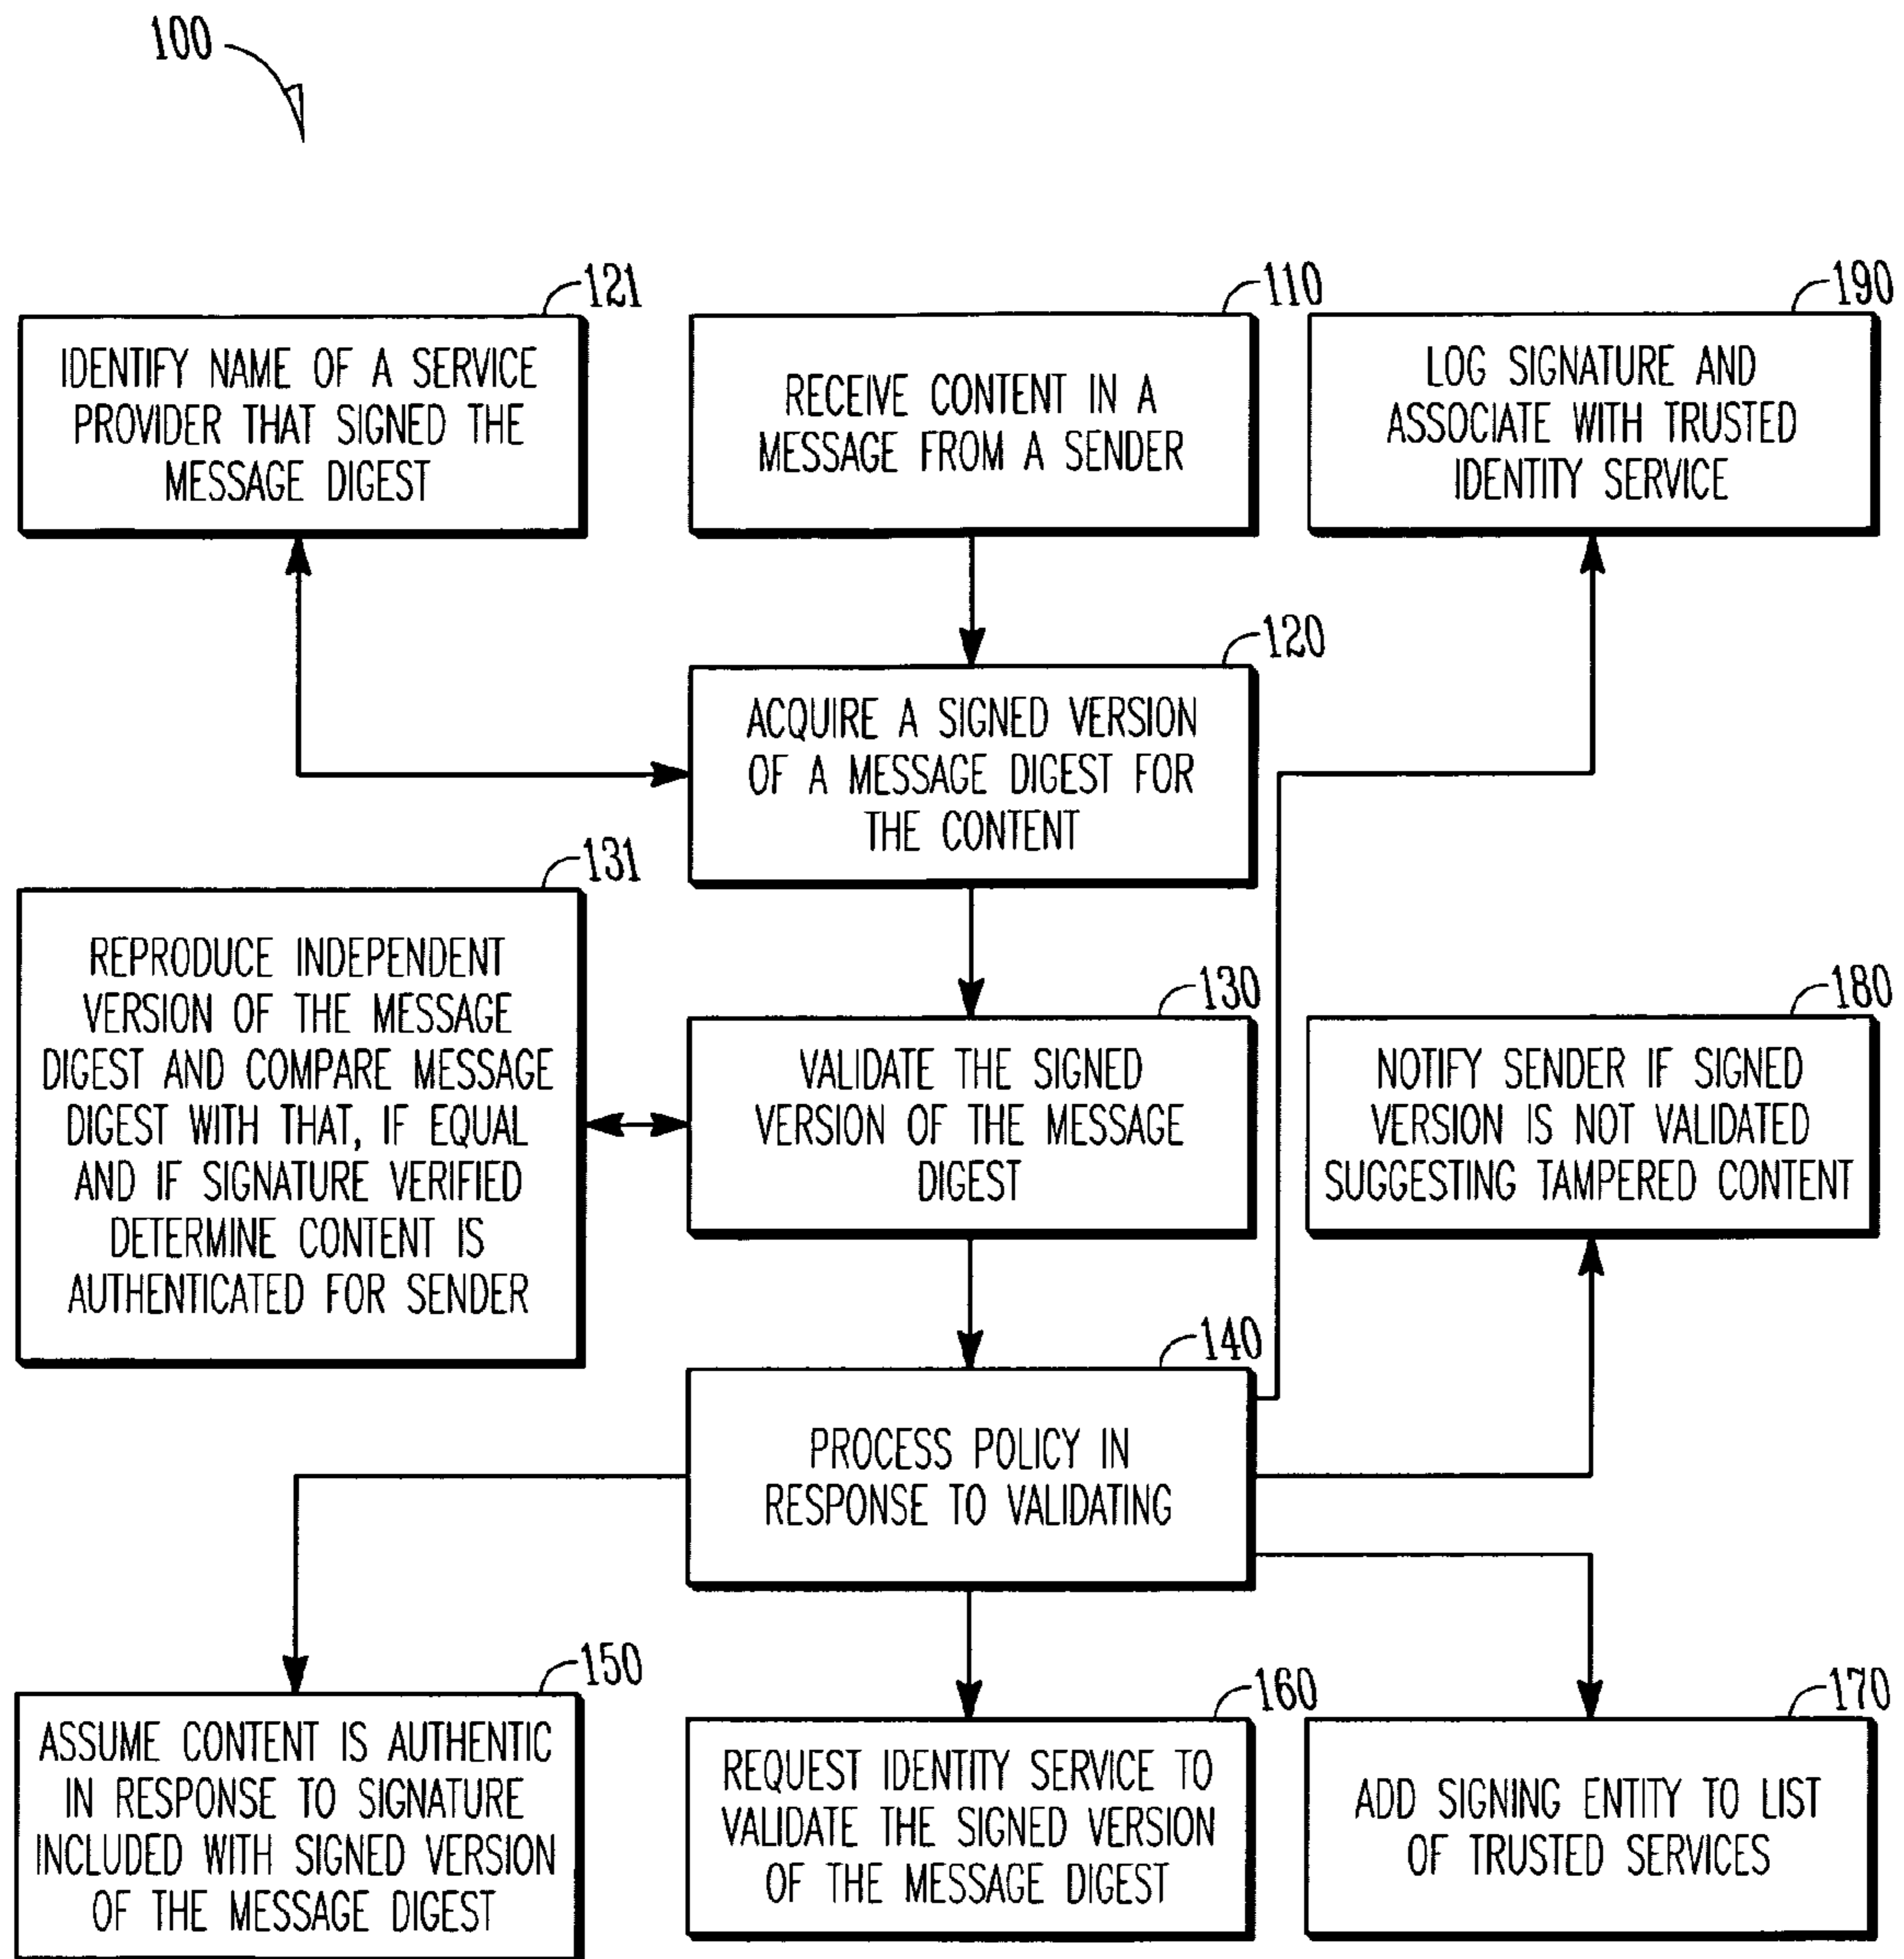 100
121
IDENTIFY NAME OF A SERVICE
PROVIDER THAT SIGNED THE
MESSAGE DIGEST
110
RECEIVE CONTENT IN A
MESSAGE FROM A SENDER
190
LOG SIGNATURE AND
ASSOCIATE WITH TRUSTED
IDENTITY SERVICE
120
ACQUIRE A SIGNED VERSION
OF A MESSAGE DIGEST FOR
THE CONTENT
131
REPRODUCE INDEPENDENT
VERSION OF THE MESSAGE
DIGEST AND COMPARE MESSAGE
DIGEST WITH THAT, IF EQUAL
AND IF SIGNATURE VERIFIED
DETERMINE CONTENT IS
AUTHENTICATED FOR SENDER
130
VALIDATE THE SIGNED
VERSION OF THE MESSAGE
DIGEST
180
NOTIFY SENDER IF SIGNED
VERSION IS NOT VALIDATED
SUGGESTING TAMPERED CONTENT
140
PROCESS POLICY IN
RESPONSE TO VALIDATING
150
ASSUME CONTENT IS AUTHENTIC
IN RESPONSE TO SIGNATURE
INCLUDED WITH SIGNED VERSION
OF THE MESSAGE DIGEST
160
REQUEST IDENTITY SERVICE TO
VALIDATE THE SIGNED VERSION
OF THE MESSAGE DIGEST
170
ADD SIGNING ENTITY TO LIST
OF TRUSTED SERVICES